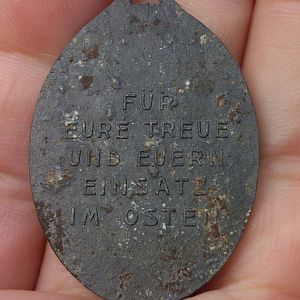 FÜR
EURE TREUE
UND EUERN
EINSATZ
IM OSTEN